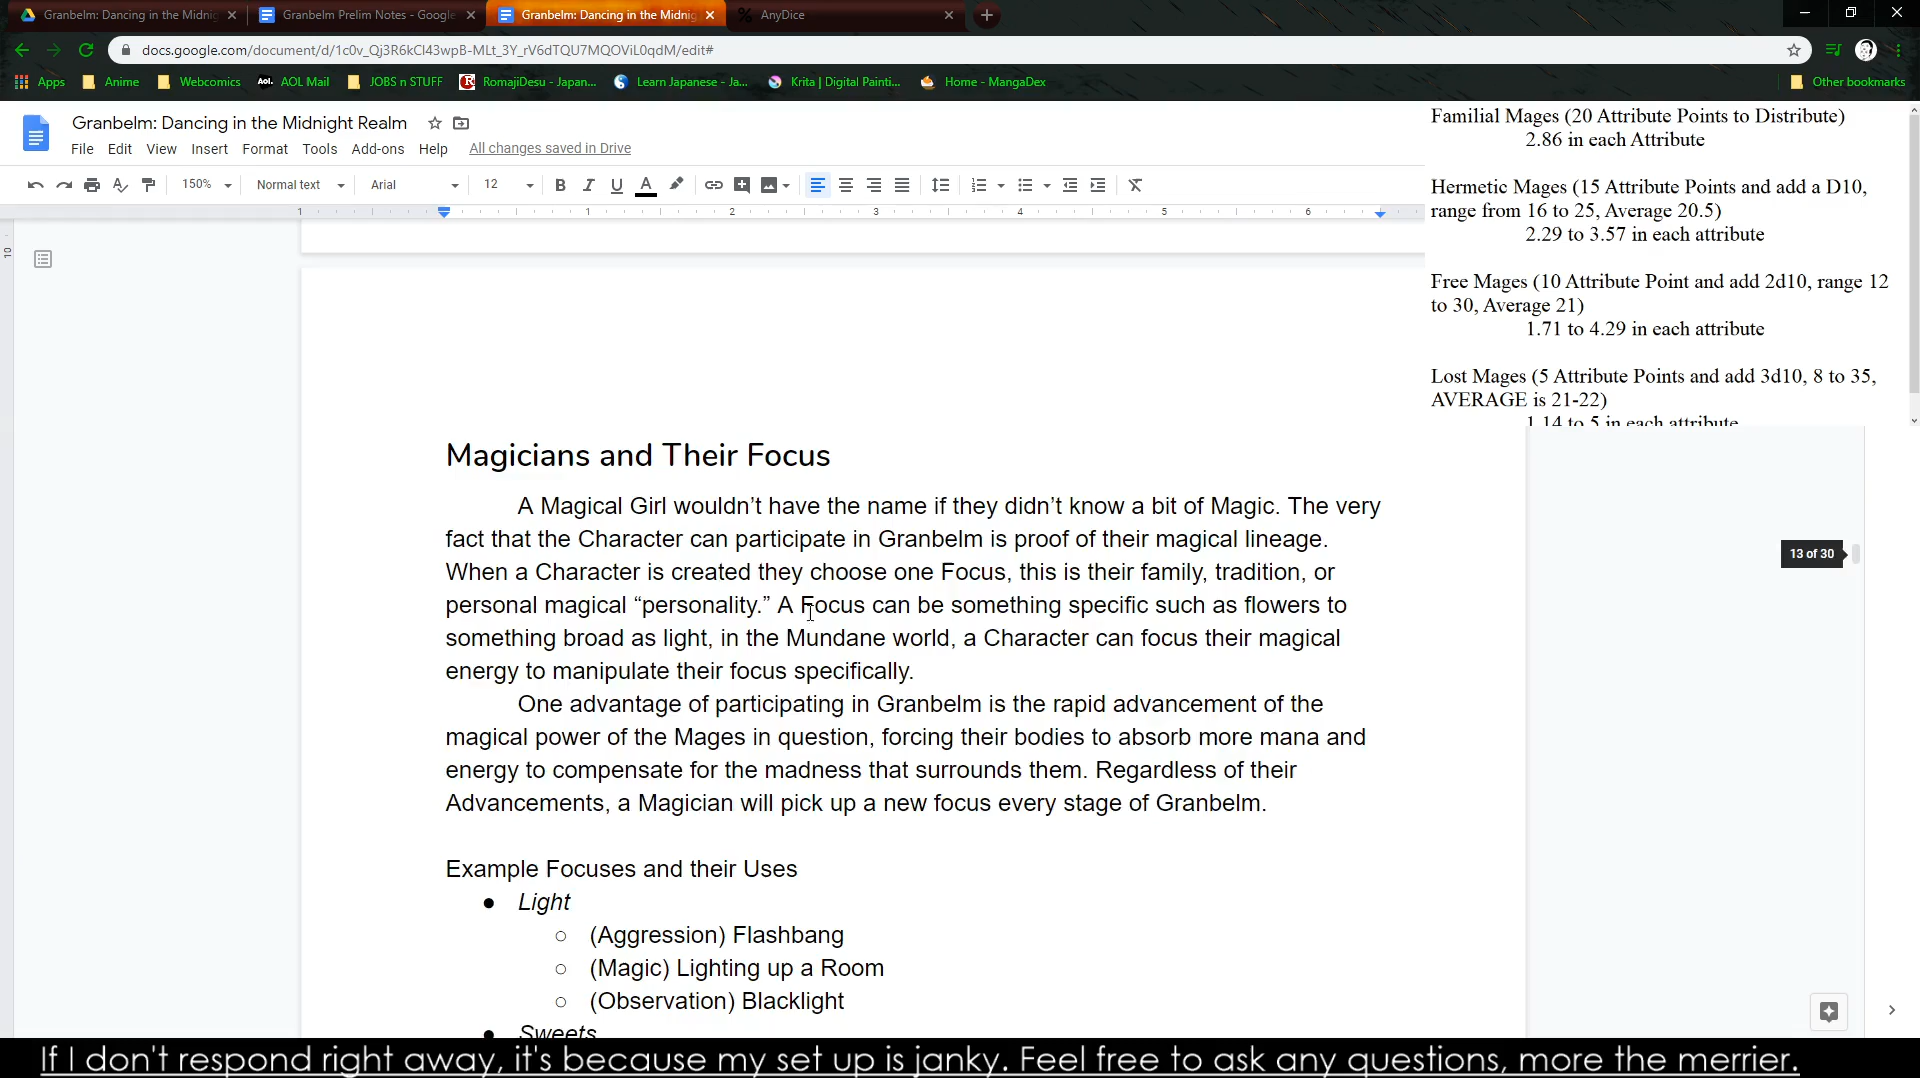 Granbelm: Dancing in the Midnig
Granbelm Prelim Notes - Google
Granbelm: Dancing in the Midnig
AnyDice
docs.google.com/document/d/1c0v_Qj3R6kCl43wpB-MLt_3Y_rV6dTQU7MQOViL0qdM/edit#
Apps Anime Webcomics AOL Mail JOBS n STUFF RomajiDesu - Japan... Learn Japanese - Ja... Krita | Digital Painti... Home - MangaDex Other bookmarks
Granbelm: Dancing in the Midnight Realm
File Edit View Insert Format Tools Add-ons Help All changes saved in Drive
150% Normal text Arial 12 B I U A
1 1 2 3 4 5 6
10
Familial Mages (20 Attribute Points to Distribute)
2.86 in each Attribute
Hermetic Mages (15 Attribute Points and add a D10,
range from 16 to 25, Average 20.5)
2.29 to 3.57 in each attribute
Free Mages (10 Attribute Point and add 2d10, range 12
to 30, Average 21)
1.71 to 4.29 in each attribute
Lost Mages (5 Attribute Points and add 3d10, 8 to 35,
AVERAGE is 21-22)
1.14 to 5 in each attribute
Magicians and Their Focus
A Magical Girl wouldn’t have the name if they didn’t know a bit of Magic. The very
fact that the Character can participate in Granbelm is proof of their magical lineage.
When a Character is created they choose one Focus, this is their family, tradition, or
personal magical “personality.” A Focus can be something specific such as flowers to
something broad as light, in the Mundane world, a Character can focus their magical
energy to manipulate their focus specifically.
One advantage of participating in Granbelm is the rapid advancement of the
magical power of the Mages in question, forcing their bodies to absorb more mana and
energy to compensate for the madness that surrounds them. Regardless of their
Advancements, a Magician will pick up a new focus every stage of Granbelm.
13 of 30
Example Focuses and their Uses
● Light
○ (Aggression) Flashbang
○ (Magic) Lighting up a Room
○ (Observation) Blacklight
● Sweets
If I don't respond right away, it's because my set up is janky. Feel free to ask any questions, more the merrier.